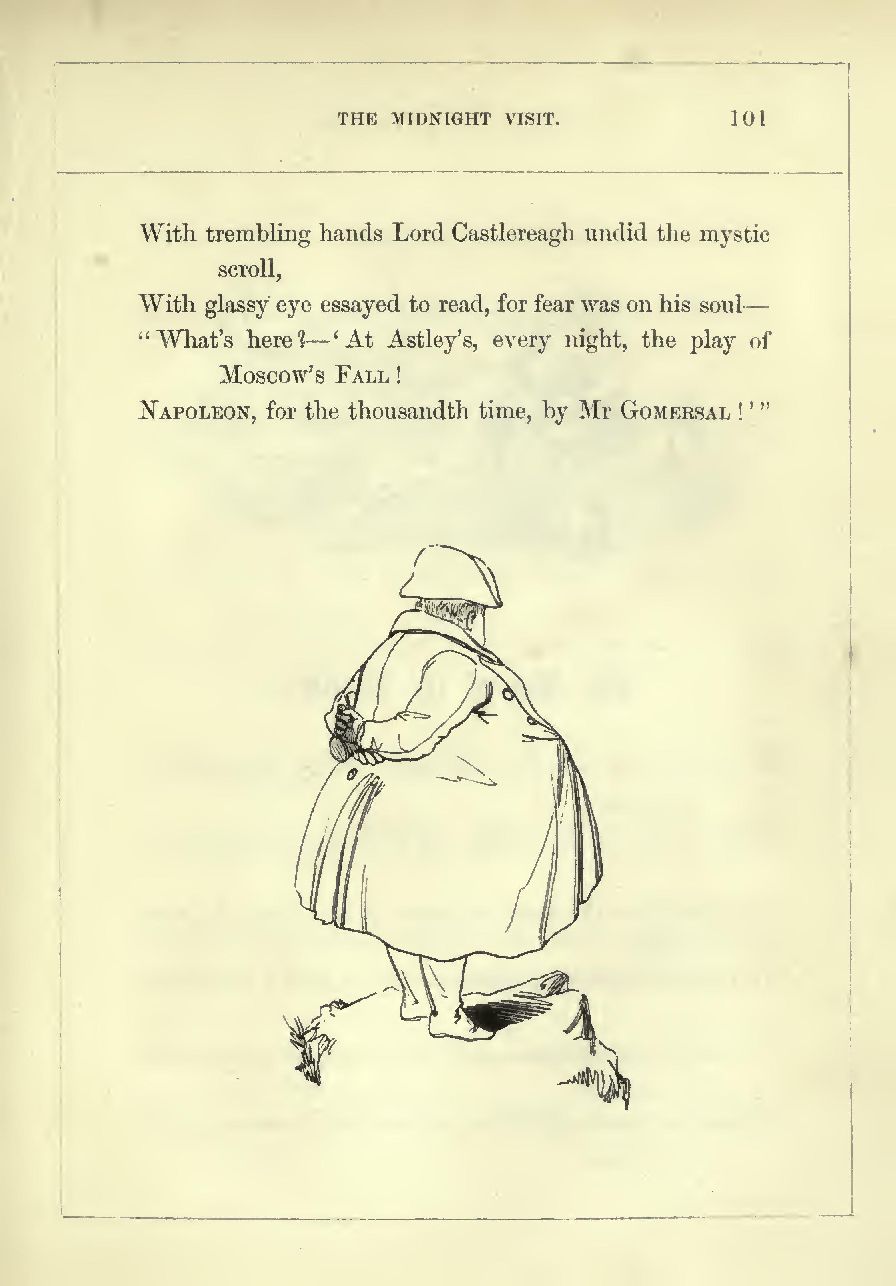 THE MIDNIGHT VISIT. 101
With trembling hands Lord Castlereagh undid the mystic
scroll,
With glassy eye essayed to read, for fear was on his soul—
“What’s here?—‘At Astley’s, every night, the play of
Moscow’s Fall!
Napoleon, for the thousandth time, by Mr Gomersal!’”